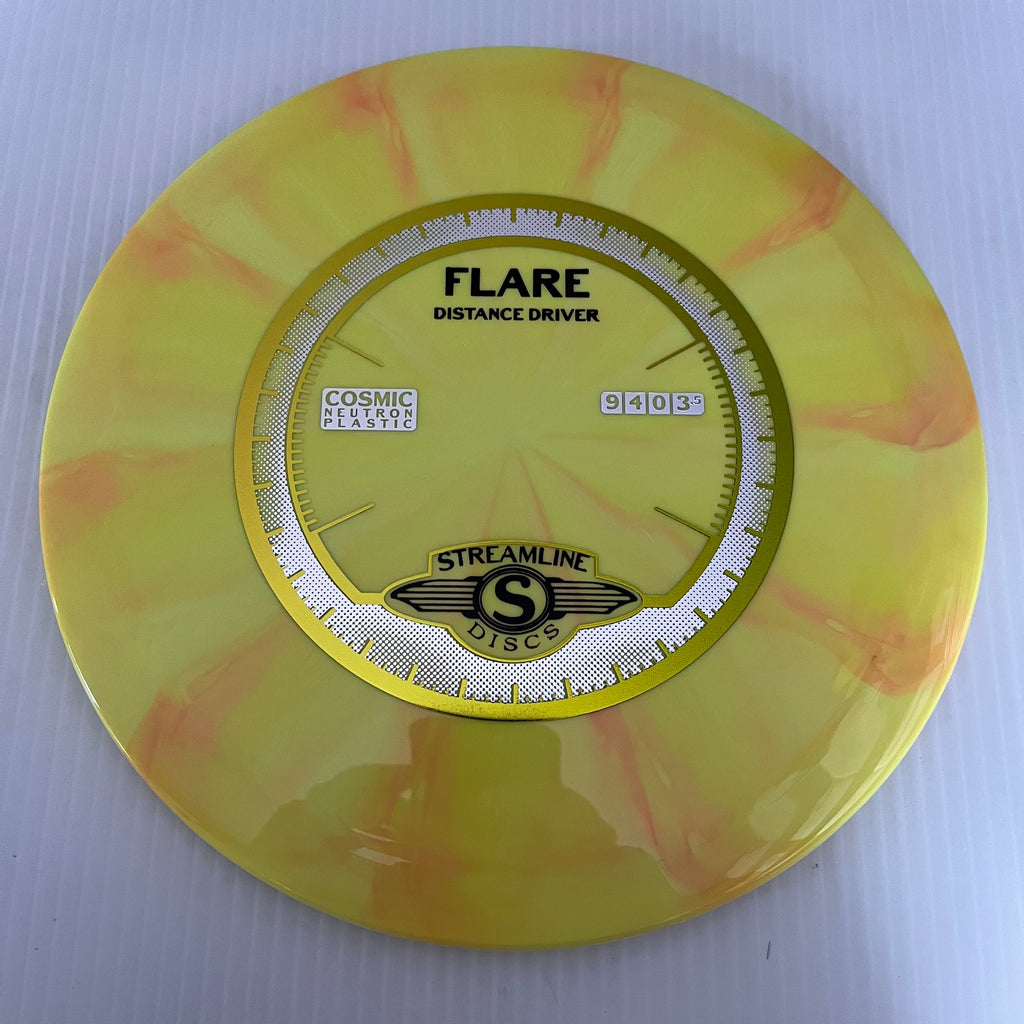 FLARE
DISTANCE DRIVER
COSMIC
NEUTRON
PLASTIC
9 4 0 3.5
STREAMLINE
S
DISCS